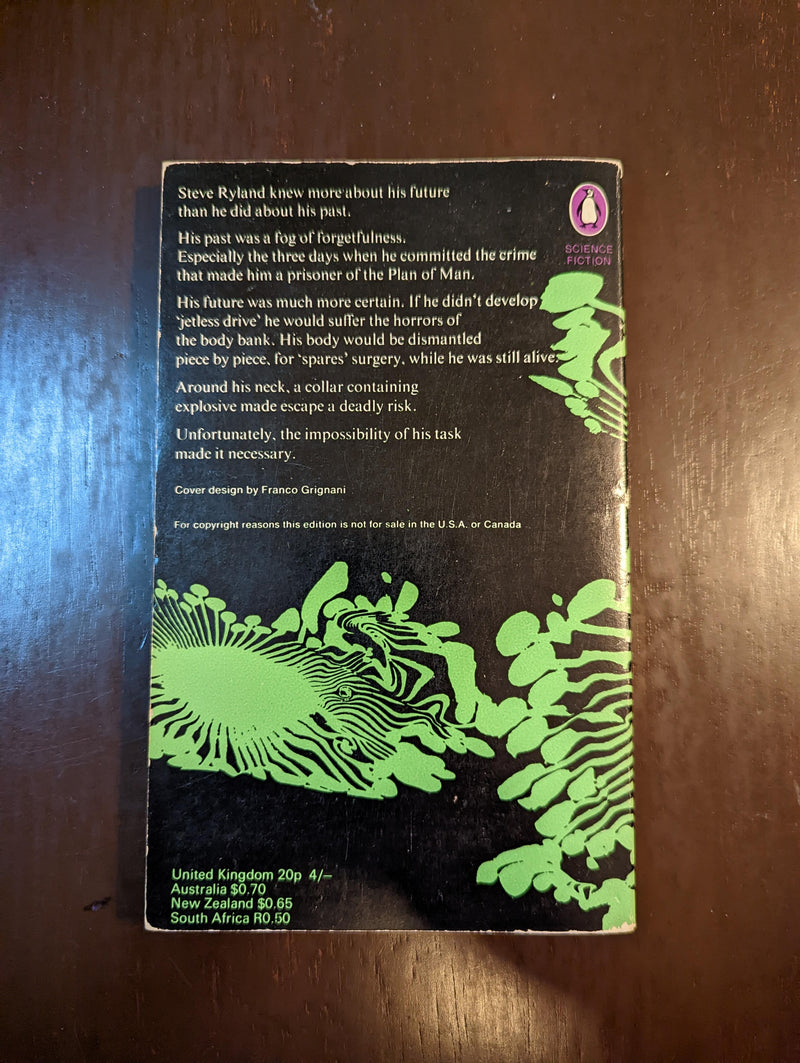 Steve Ryland knew more about his future
than he did about his past.
His past was a fog of forgetfulness.
Especially the three days when he committed the crime
that made him a prisoner of the Plan of Man.
His future was much more certain. If he didn't develop
'jetless drive' he would suffer the horrors of
the body bank. His body would be dismantled
piece by piece, for 'spares' surgery, while he was still alive.
Around his neck, a collar containing
explosive made escape a deadly risk.
Unfortunately, the impossibility of his task
made it necessary.
Cover design by Franco Grignani
For copyright reasons this edition is not for sale in the U.S.A. or Canada
SCIENCE
FICTION
United Kingdom 20p 4/–
Australia $0.70
New Zealand $0.65
South Africa R0.50